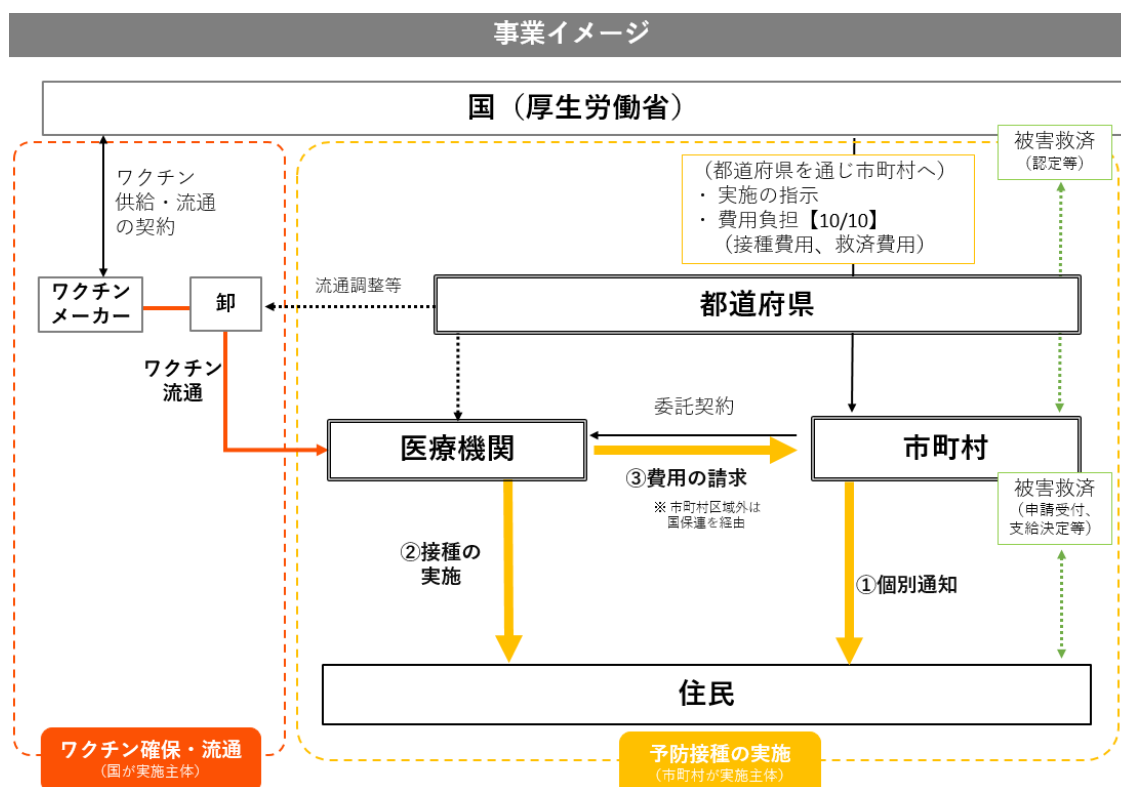 事業イメージ
国（厚生労働省）
被害救済
（認定等）
ワクチン
供給・流通
の契約
（都道府県を通じ市町村へ）
・ 実施の指示
・ 費用負担【10/10】
（接種費用、救済費用）
ワクチン
メーカー
卸
流通調整等
都道府県
ワクチン
流通
委託契約
医療機関
市町村
③費用の請求
※ 市町村区域外は
国保連を経由
被害救済
（申請受付、
支給決定等）
②接種の
実施
①個別通知
住民
ワクチン確保・流通
（国が実施主体）
予防接種の実施
（市町村が実施主体）